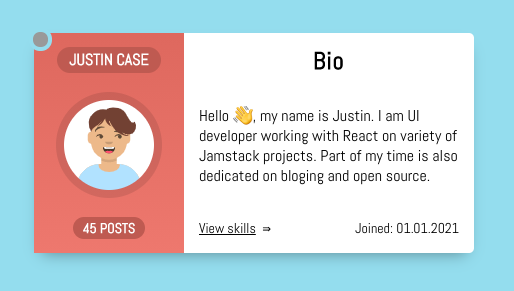 JUSTIN CASE
45 POSTS
Bio
Hello 👋, my name is Justin. I am UI
developer working with React on variety of
Jamstack projects. Part of my time is also
dedicated on bloging and open source.
View skills ⇛
Joined: 01.01.2021